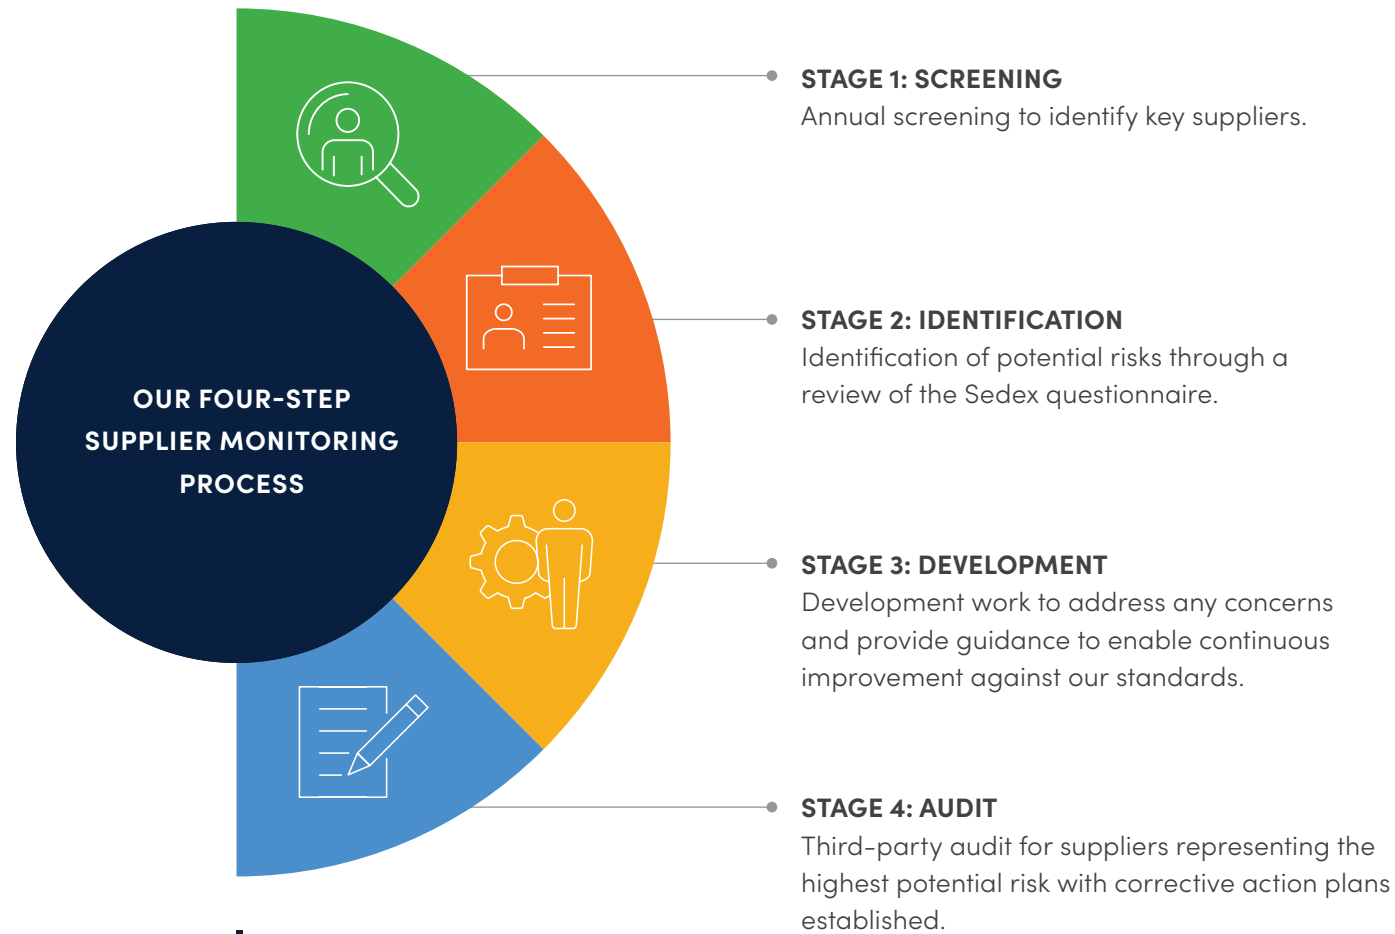 OUR FOUR-STEP
SUPPLIER MONITORING
PROCESS
STAGE 1: SCREENING
Annual screening to identify key suppliers.
STAGE 2: IDENTIFICATION
Identification of potential risks through a
review of the Sedex questionnaire.
STAGE 3: DEVELOPMENT
Development work to address any concerns
and provide guidance to enable continuous
improvement against our standards.
STAGE 4: AUDIT
Third-party audit for suppliers representing the
highest potential risk with corrective action plans
established.